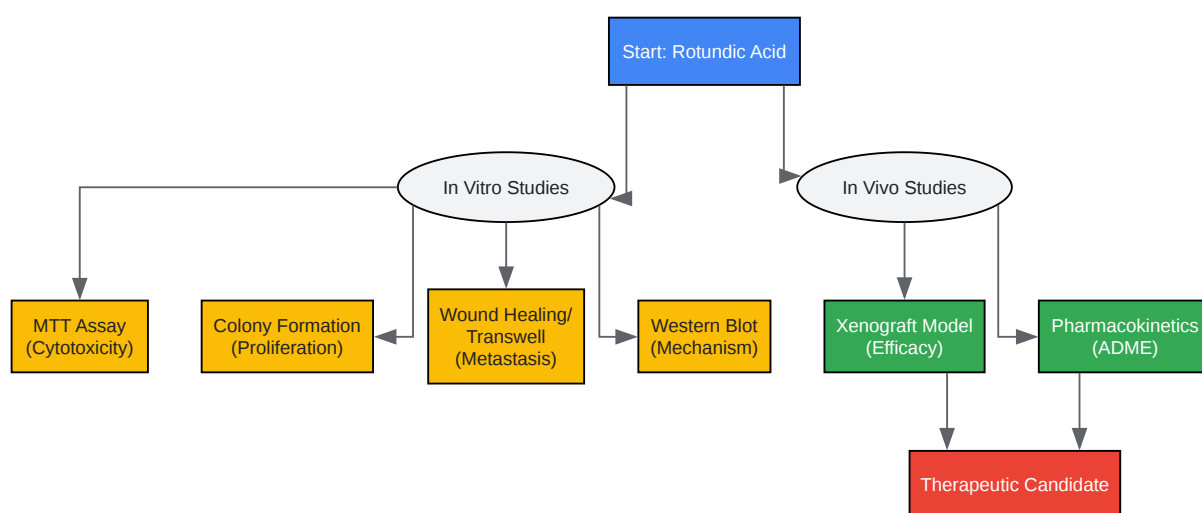 Start: Rotundic Acid
In Vitro Studies
In Vivo Studies
MTT Assay
(Cytotoxicity)
Colony Formation
(Proliferation)
Wound Healing/
Transwell
(Metastasis)
Western Blot
(Mechanism)
Xenograft Model
(Efficacy)
Pharmacokinetics
(ADME)
Therapeutic Candidate